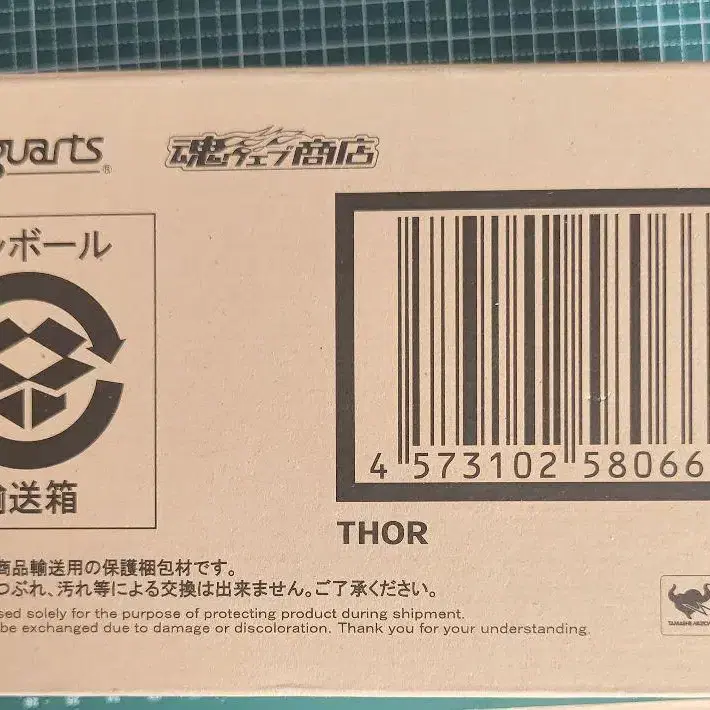 guarts®
魂ウェブ商店
ンボール
輸送箱
4 573102 58066
THOR
商品輸送用の保護梱包材です。
つぶれ、汚れ等による交換は出来ません。ご了承ください。
sed solely for the purpose of protecting product during shipment.
be exchanged due to damage or discoloration. Thank you for your understanding.